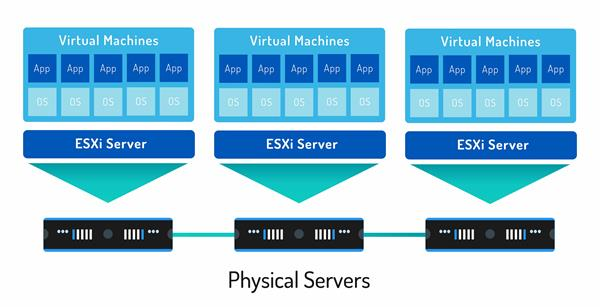 Virtual Machines Virtual Machines Virtual Machines
App App App App App App App App App App App App App App App
OS OS OS OS OS OS OS OS OS OS OS OS OS OS OS
ESXi Server ESXi Server ESXi Server
Physical Servers